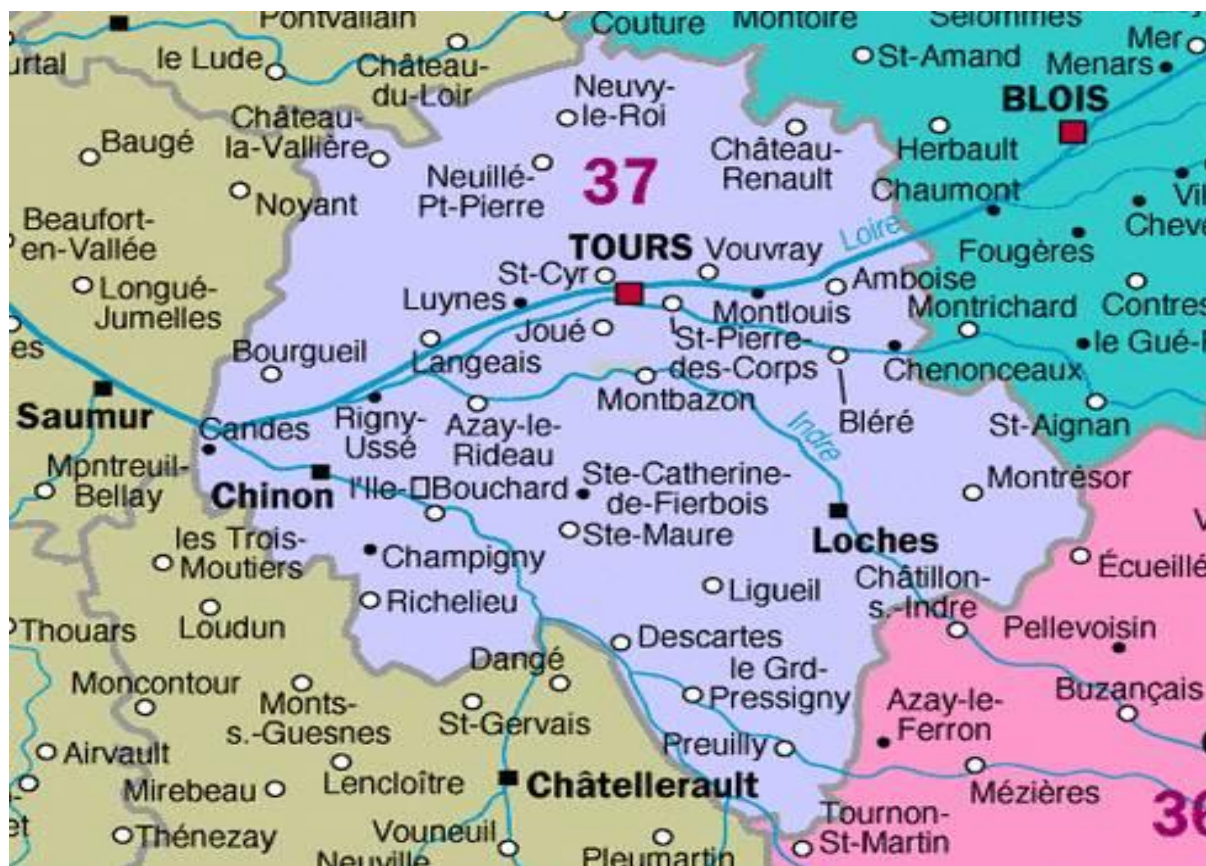 Pontvallain
Couture
Montoire
Selommes
Mer
urtal
le Lude
Château-
du-Loir
Neuvy-
le-Roi
St-Amand
Menars
BLOIS
Château-
la-Vallière
Baugé
Noyant
Neuillé-
Pt-Pierre
37
Château-
Renault
Herbault
Chaumont
Vil
Cheve
Beaufort-
en-Vallée
TOURS
Vouvray
Loire
Fougères
St-Cyr
Amboise
Longué-
Jumelles
Luynes
Montlouis
Montrichard
Contres
es
Joué
St-Pierre-
des-Corps
le Gué-P
Bourgueil
Langeais
Chenonceaux
Saumur
Montbazon
Bléré
Candes
Rigny-
Ussé
Azay-le-
Rideau
Indre
St-Aignan
Mpntreuil-
Bellay
Chinon
l'Ile-□Bouchard
Ste-Catherine-
de-Fierbois
Montrêsor
les Trois-
Moutiers
Champigny
Ste-Maure
Loches
V
Écueillé
Châtillon-
s.-Indre
Richelieu
Ligueil
Thouars
Loudun
Descartes
Pellevoisin
Dangé
le Grd-
Pressigny
Moncontour
Monts-
s.-Guesnes
St-Gervais
Azay-le-
Ferron
Buzançais
Airvault
Preuilly
Lencloître
Châtellerault
Mézières
Mirebeau
et
Thénezay
Vouneuil
Neuville
Pleumartin
Tournon-
St-Martin
36